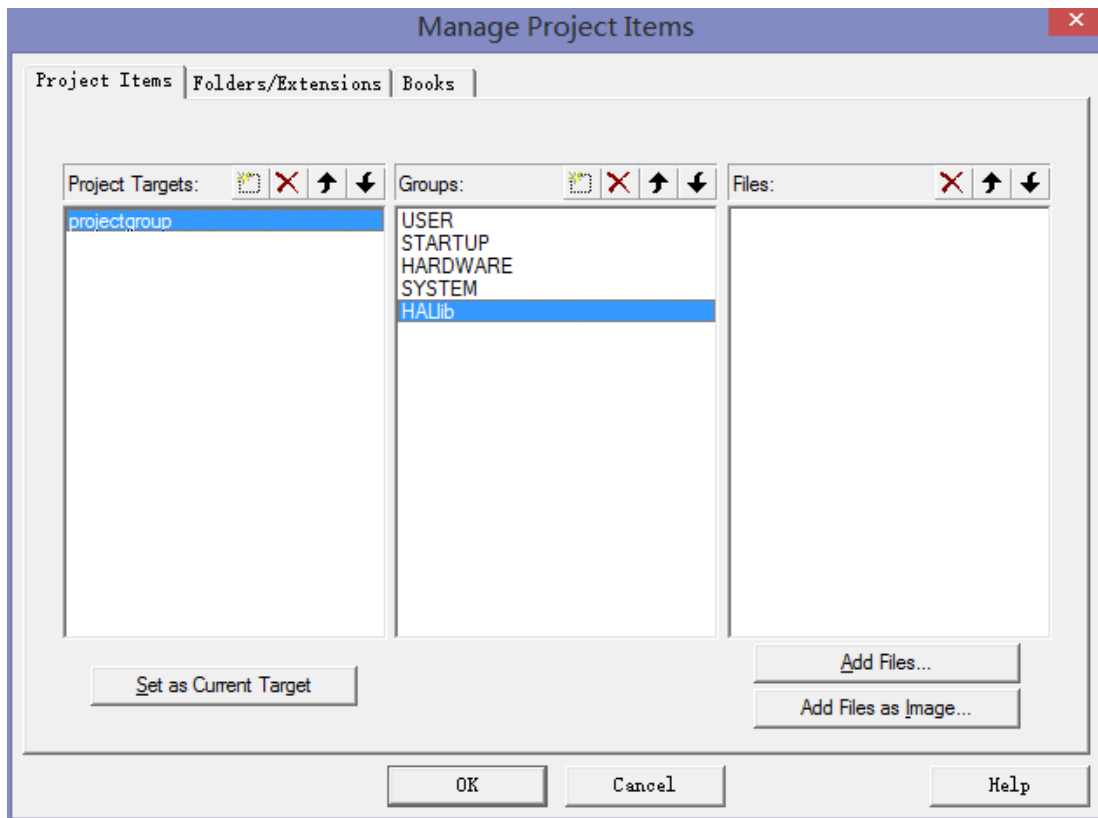 Manage Project Items
Project Items Folders/Extensions Books
Project Targets: Groups: Files:
projectgroup
USER
STARTUP
HARDWARE
SYSTEM
HALlib
Set as Current Target
Add Files...
Add Files as Image...
OK Cancel Help